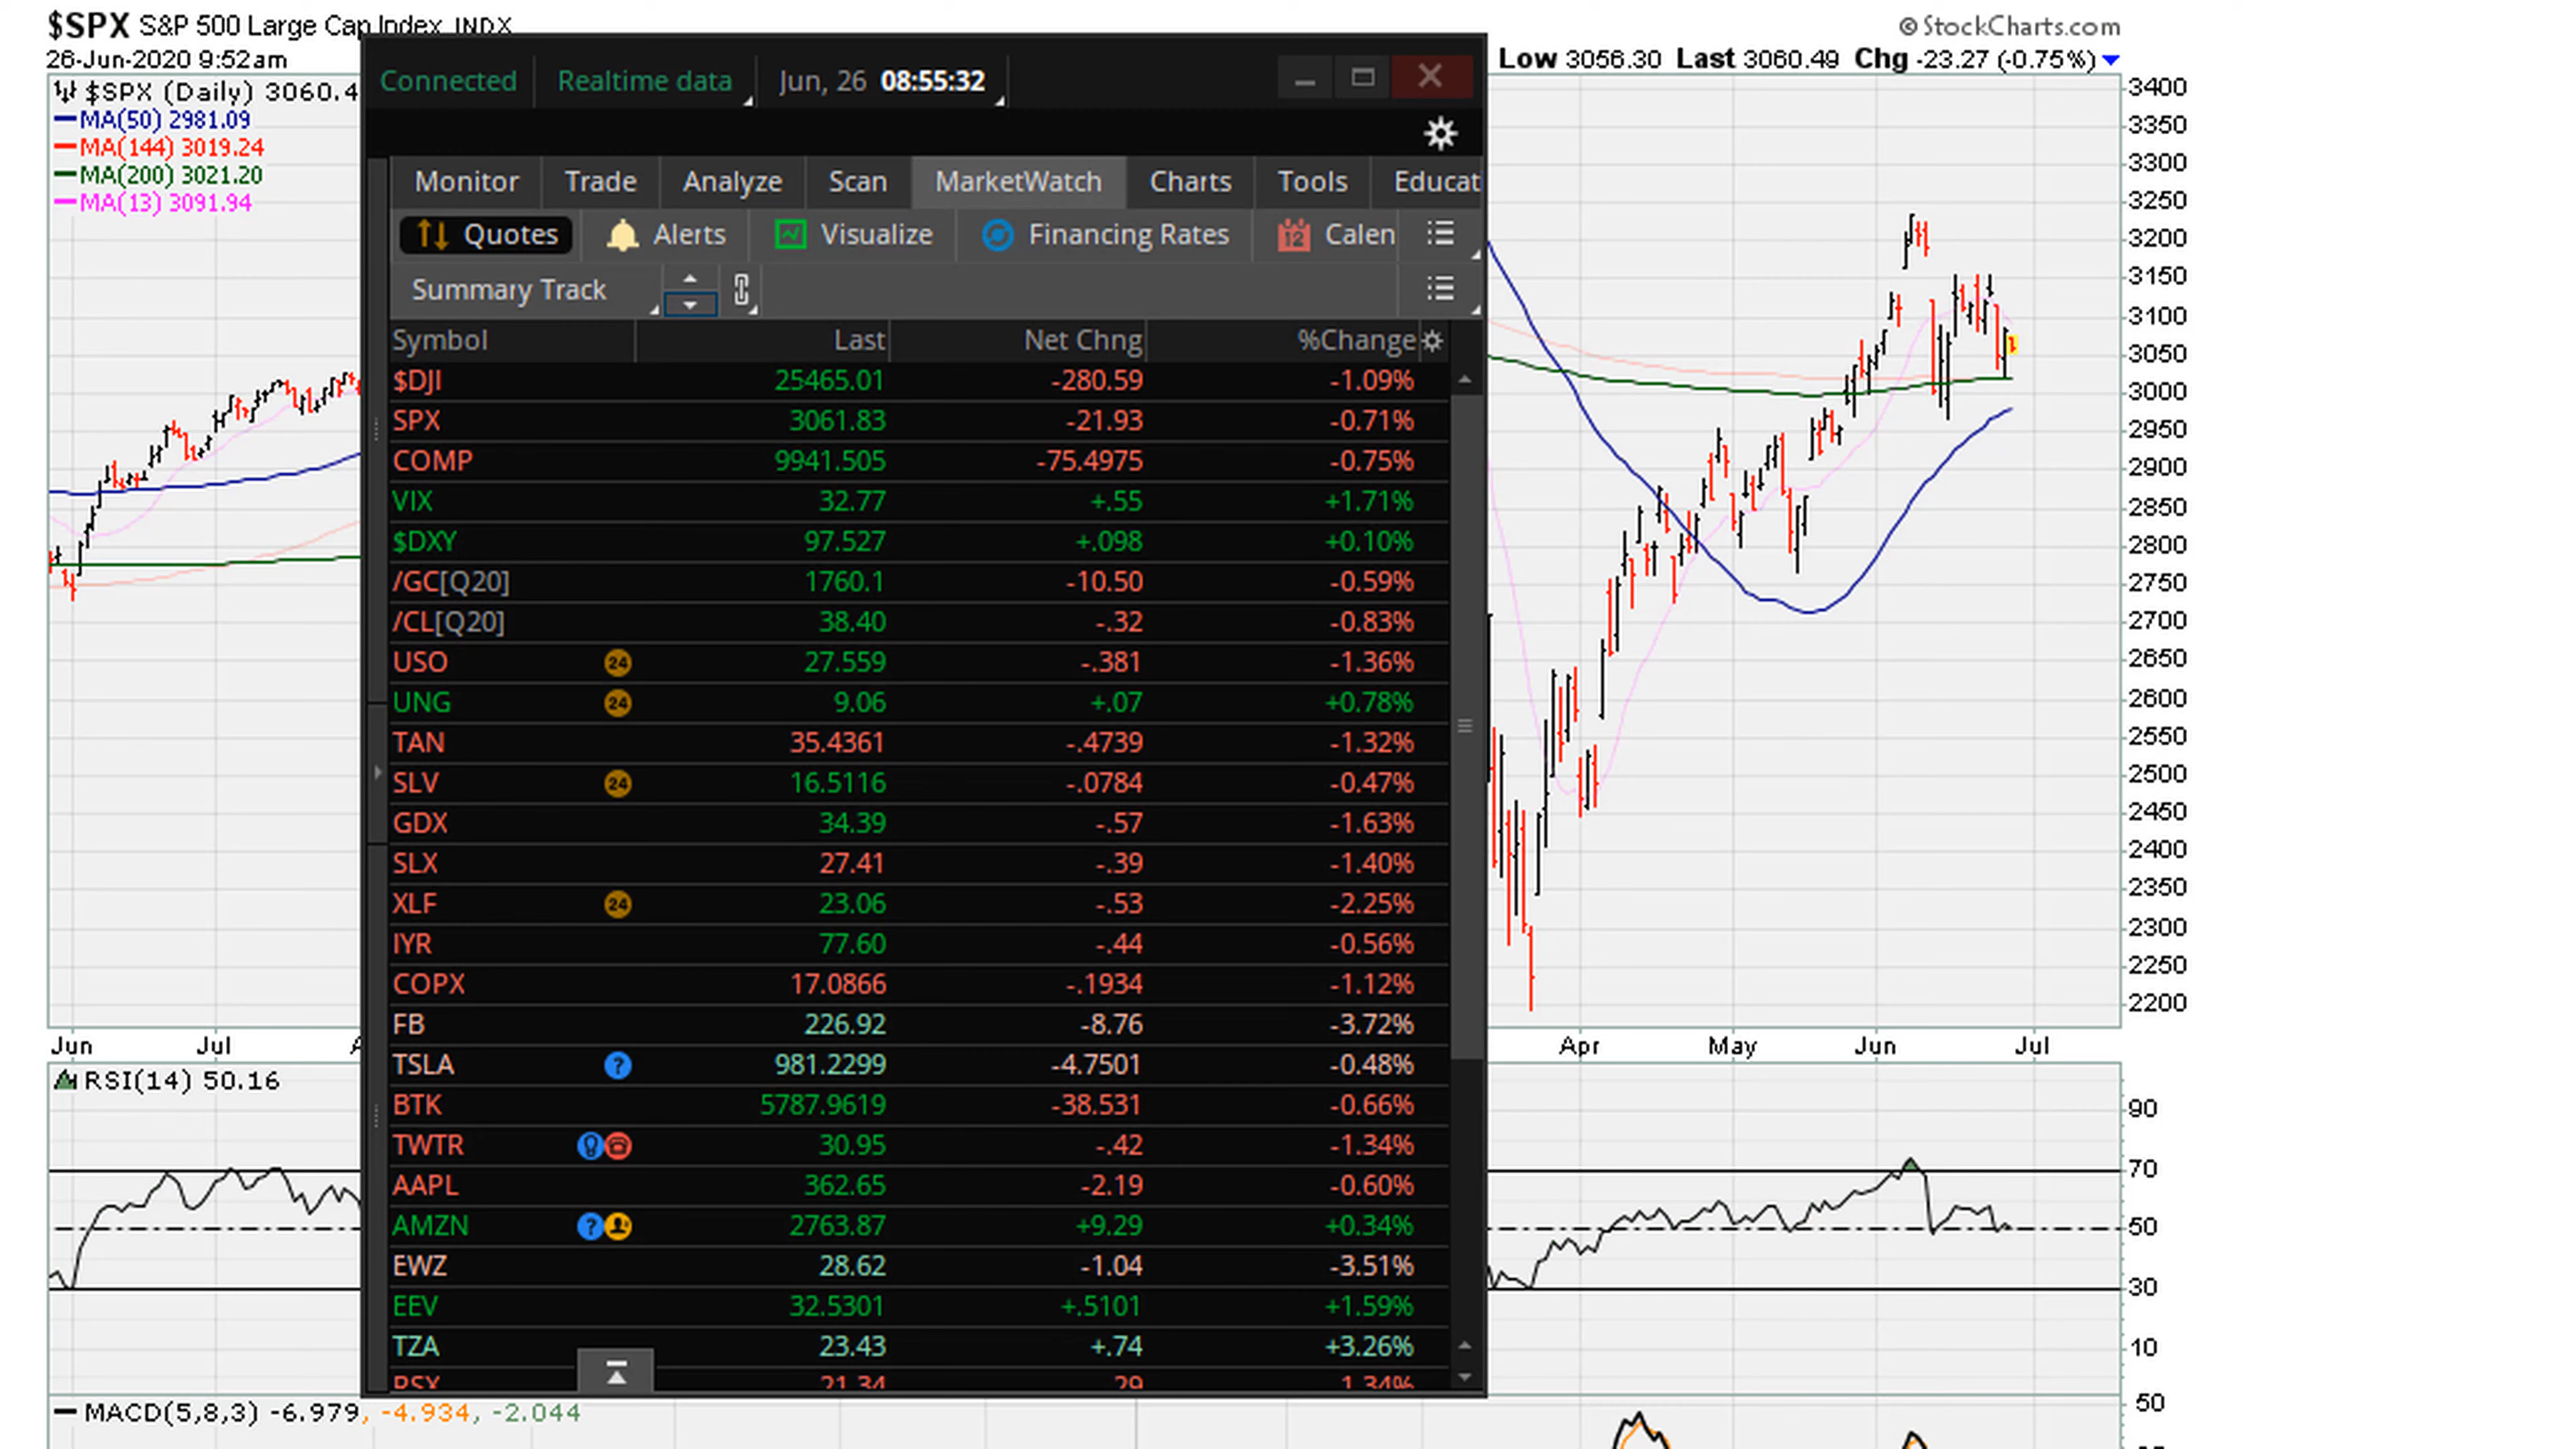 $SPX S&P 500 Large Cap Index INDX
© StockCharts.com
26-Jun-2020 9:52am
Low 3056.30 Last 3060.49 Chg -23.27 (-0.75%)
$SPX (Daily) 3060.4
MA(50) 2981.09
MA(144) 3019.24
MA(200) 3021.20
MA(13) 3091.94
Connected Realtime data Jun, 26 08:55:32
Monitor Trade Analyze Scan MarketWatch Charts Tools Educat
Quotes Alerts Visualize Financing Rates 12 Calen
Summary Track
Symbol Last Net Chng %Change
$DJI 25465.01 -280.59 -1.09%
SPX 3061.83 -21.93 -0.71%
COMP 9941.505 -75.4975 -0.75%
VIX 32.77 +.55 +1.71%
$DXY 97.527 +.098 +0.10%
/GC[Q20] 1760.1 -10.50 -0.59%
/CL[Q20] 38.40 -.32 -0.83%
USO 24 27.559 -.381 -1.36%
UNG 24 9.06 +.07 +0.78%
TAN 35.4361 -.4739 -1.32%
SLV 24 16.5116 -.0784 -0.47%
GDX 34.39 -.57 -1.63%
SLX 27.41 -.39 -1.40%
XLF 24 23.06 -.53 -2.25%
IYR 77.60 -.44 -0.56%
COPX 17.0866 -.1934 -1.12%
FB 226.92 -8.76 -3.72%
TSLA ? 981.2299 -4.7501 -0.48%
BTK 5787.9619 -38.531 -0.66%
TWTR 30.95 -.42 -1.34%
AAPL 362.65 -2.19 -0.60%
AMZN ? 2763.87 +9.29 +0.34%
EWZ 28.62 -1.04 -3.51%
EEV 32.5301 +.5101 +1.59%
TZA 23.43 +.74 +3.26%
RSX 21.34 29 1.34%
3400
3350
3300
3250
3200
3150
3100
3050
3000
2950
2900
2850
2800
2750
2700
2650
2600
2550
2500
2450
2400
2350
2300
2250
2200
Jun Jul A Apr May Jun Jul
RSI(14) 50.16
90
70
50
30
10
MACD(5,8,3) -6.979, -4.934, -2.044
50